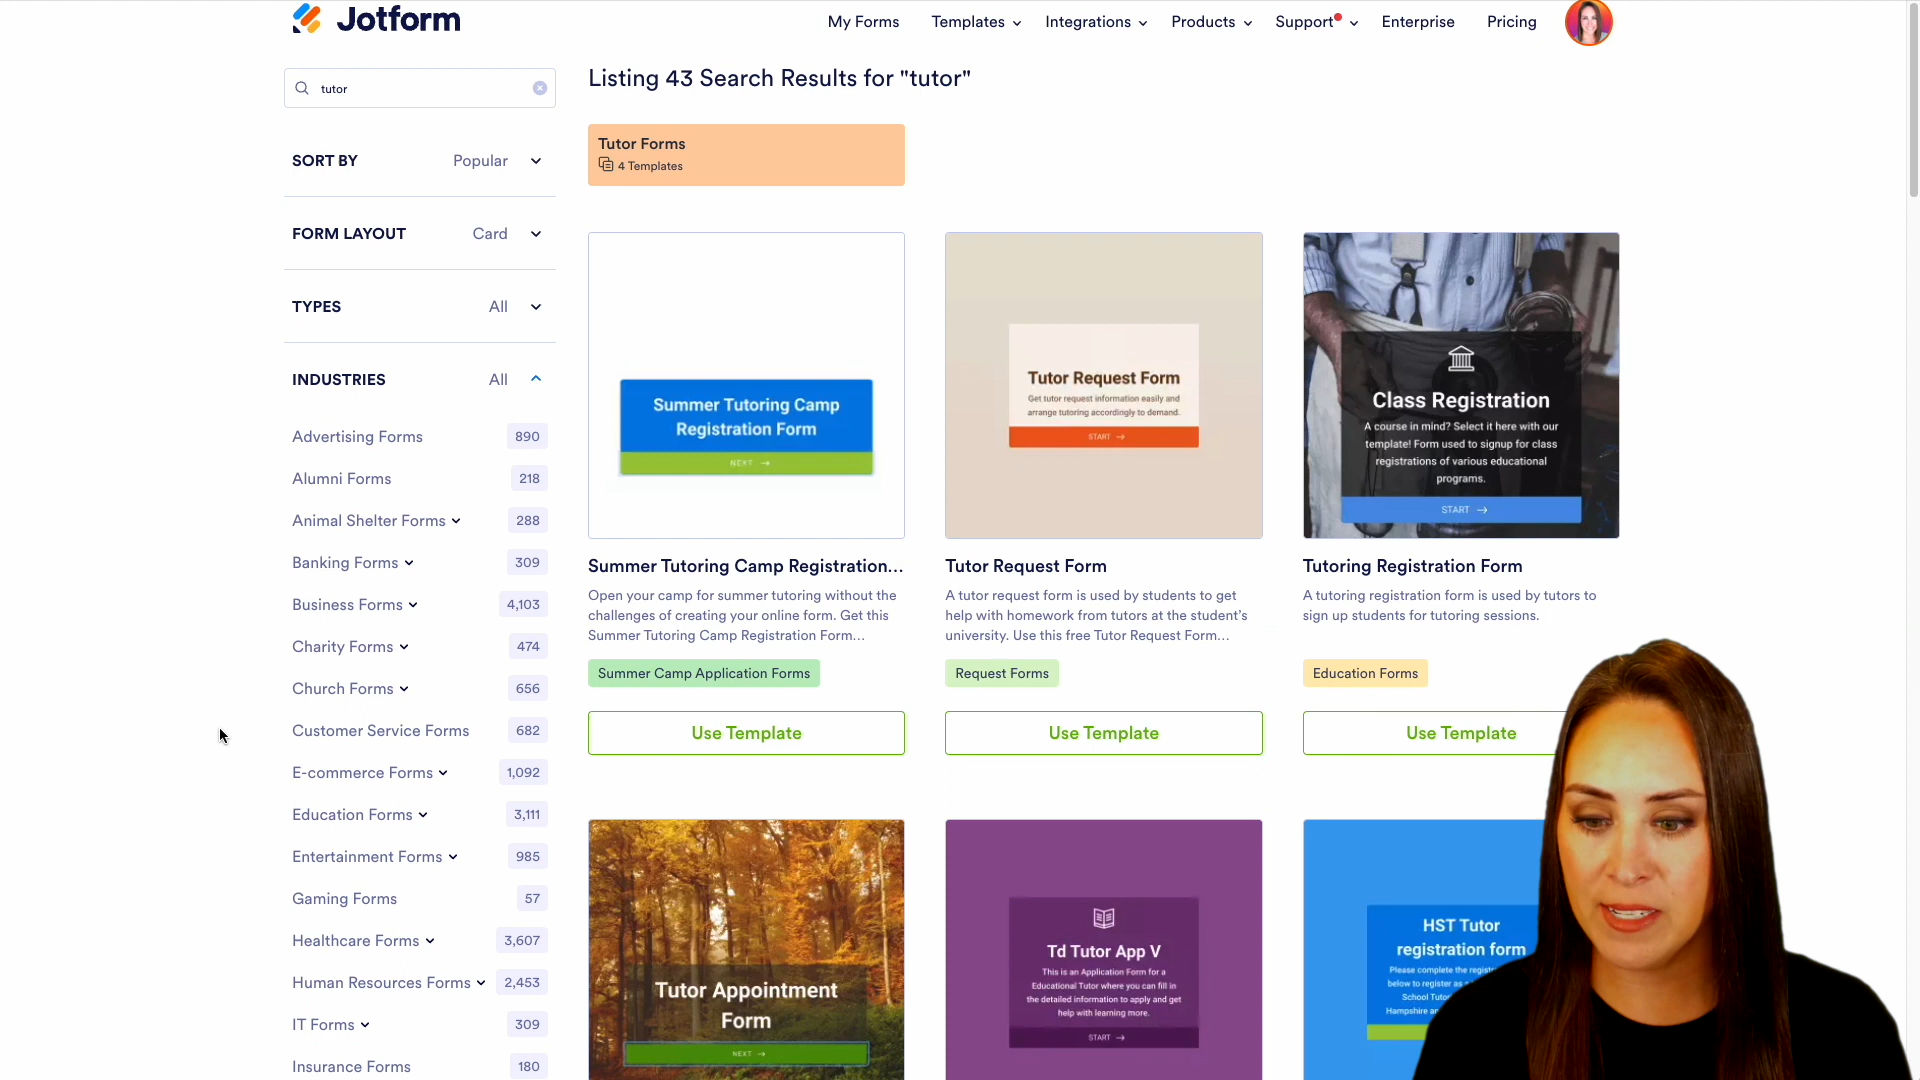 Jotform
My Forms
Templates
Integrations
Products
Support
Enterprise
Pricing
tutor
Listing 43 Search Results for "tutor"
Tutor Forms
4 Templates
SORT BY Popular
FORM LAYOUT Card
TYPES All
INDUSTRIES All
Advertising Forms 890
Alumni Forms 218
Animal Shelter Forms 288
Banking Forms 309
Business Forms 4,103
Charity Forms 474
Church Forms 656
Customer Service Forms 682
E-commerce Forms 1,092
Education Forms 3,111
Entertainment Forms 985
Gaming Forms 57
Healthcare Forms 3,607
Human Resources Forms 2,453
IT Forms 309
Insurance Forms 180
Summer Tutoring Camp
Registration Form
NEXT →
Summer Tutoring Camp Registration...
Open your camp for summer tutoring without the
challenges of creating your online form. Get this
Summer Tutoring Camp Registration Form...
Summer Camp Application Forms
Use Template
Tutor Request Form
Get tutor request information easily and
arrange tutoring accordingly to demand.
START →
Tutor Request Form
A tutor request form is used by students to get
help with homework from tutors at the student's
university. Use this free Tutor Request Form...
Request Forms
Use Template
Class Registration
A course in mind? Select it here with our
template! Form used to signup for class
registrations of various educational
programs.
START →
Tutoring Registration Form
A tutoring registration form is used by tutors to
sign up students for tutoring sessions.
Education Forms
Use Template
Tutor Appointment
Form
NEXT →
Td Tutor App V
This is an Application Form for a
Educational Tutor where you can fill in
the detailed information to apply and get
help with learning more.
START →
HST Tutor
registration form
Please complete the
below to register as
School
Hampshire